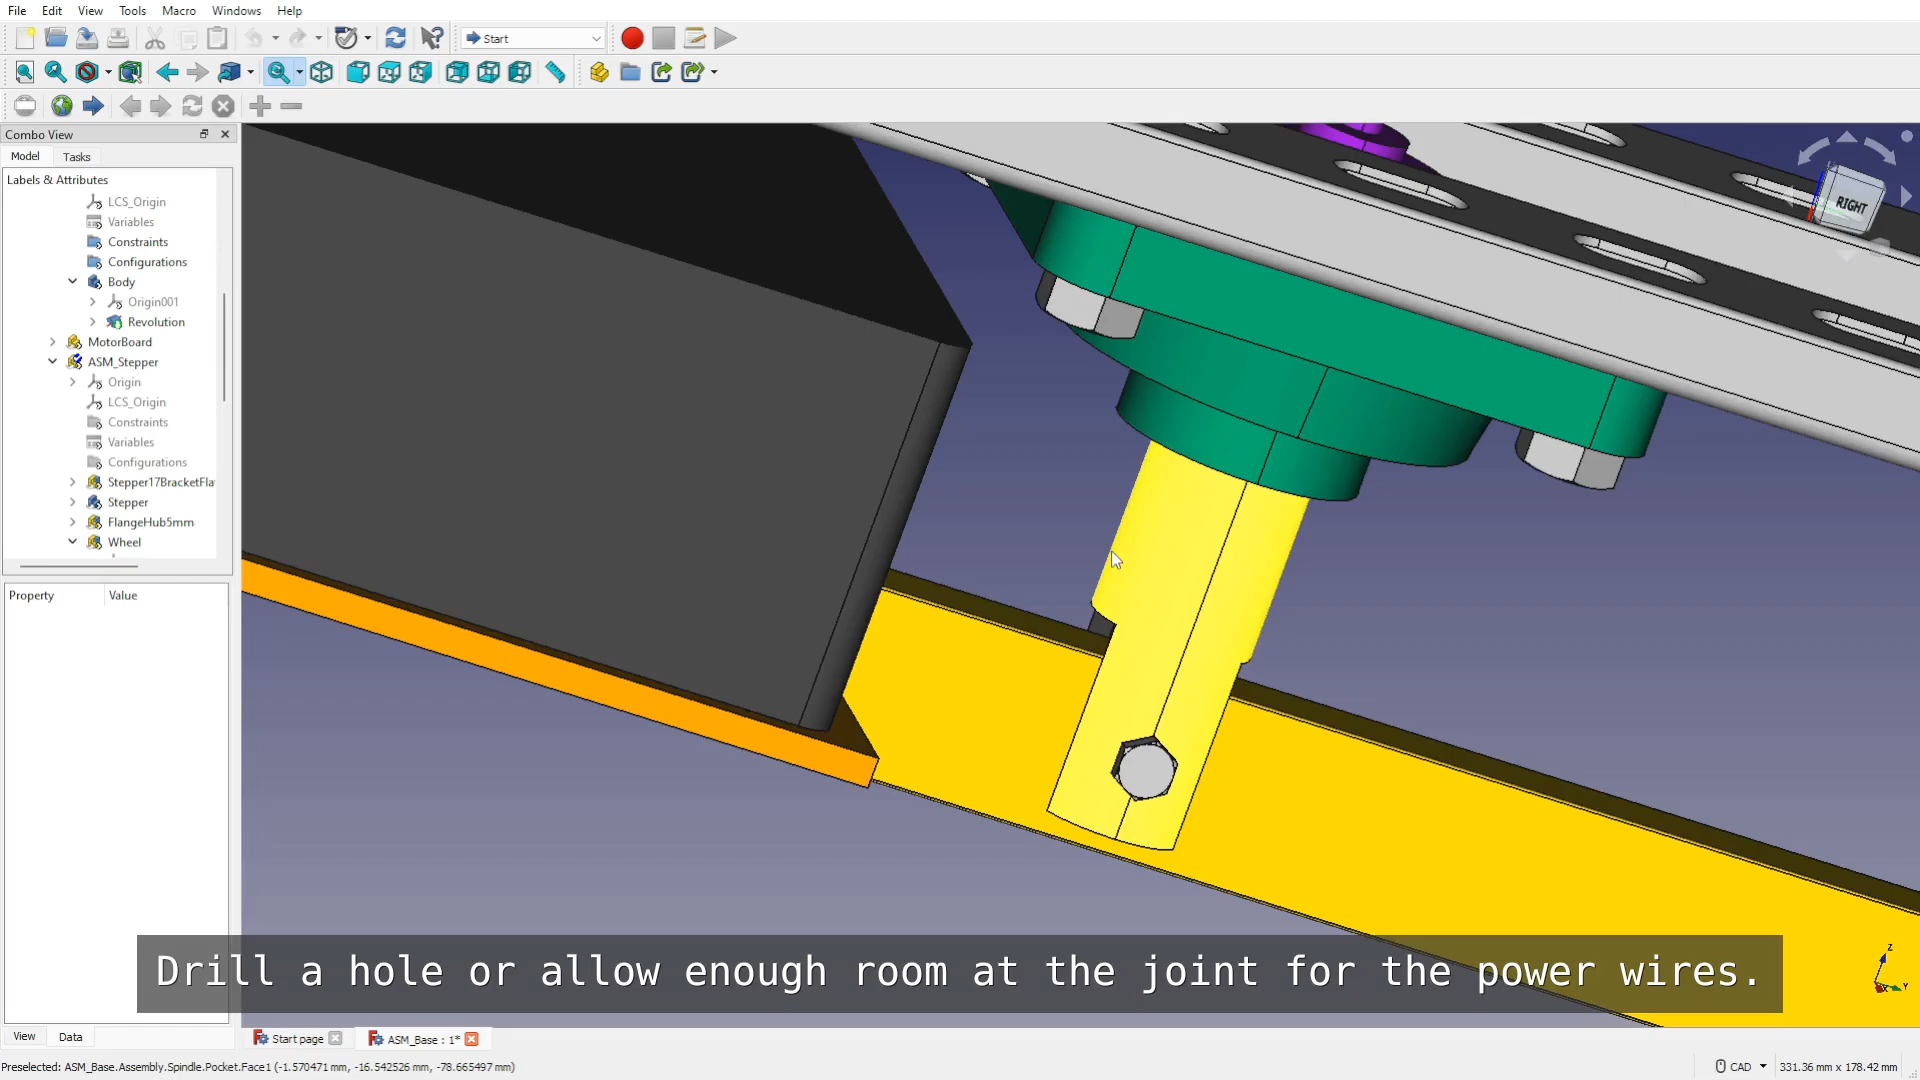 File Edit View Tools Macro Windows Help
Start
Combo View
Model Tasks
Labels & Attributes
LCS_Origin
Variables
Constraints
Configurations
Body
Origin001
Revolution
MotorBoard
ASM_Stepper
Origin
LCS_Origin
Constraints
Variables
Configurations
Stepper17BracketFla
Stepper
FlangeHub5mm
Wheel
Property Value
RIGHT
Drill a hole or allow enough room at the joint for the power wires.
Z
Y
X
View Data
Start page ASM_Base : 1*
Preselected: ASM_Base.Assembly.Spindle.Pocket.Face1 (-1.570471 mm, -16.542526 mm, -78.665497 mm)
CAD 331.36 mm x 178.42 mm